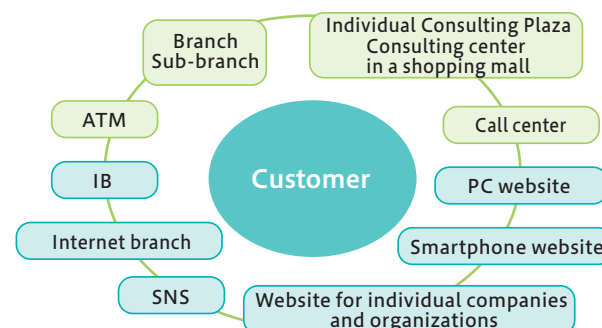 Branch
Sub-branch
Individual Consulting Plaza
Consulting center
in a shopping mall
ATM
Call center
IB
Customer
PC website
Internet branch
Smartphone website
SNS
Website for individual companies
and organizations